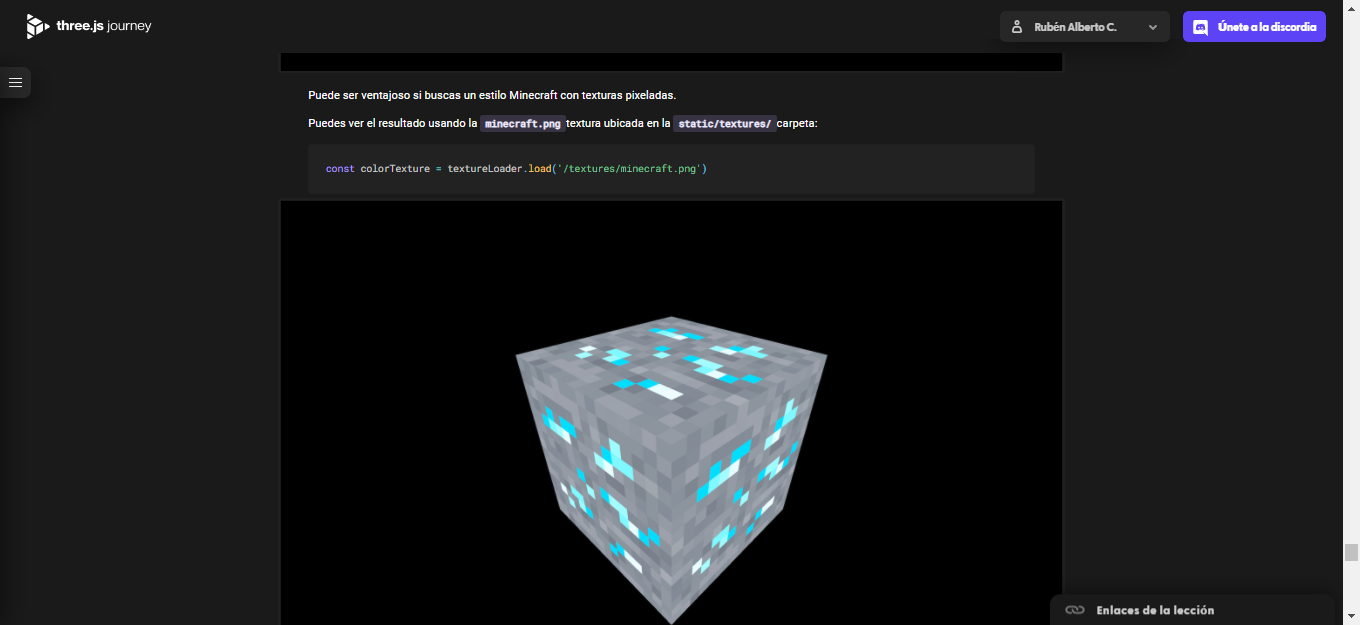 three.js journey
Rubén Alberto C.
Únete a la discordia
Puede ser ventajoso si buscas un estilo Minecraft con texturas pixeladas.
Puedes ver el resultado usando la minecraft.png textura ubicada en la static/textures/ carpeta:
const colorTexture = textureLoader.load('/textures/minecraft.png')
Enlaces de la lección